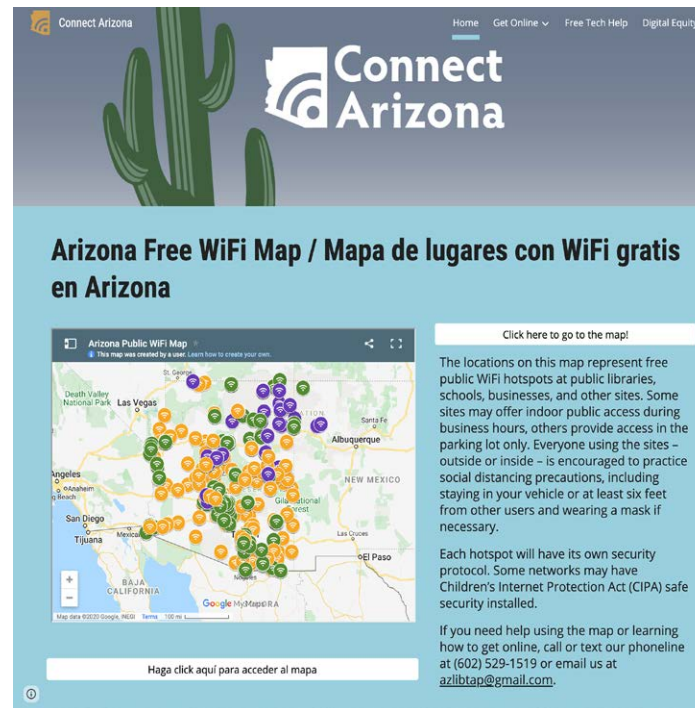 Connect Arizona
Home Get Online Free Tech Help Digital Equity
Connect
Arizona
Arizona Free WiFi Map / Mapa de lugares con WiFi gratis
en Arizona
Arizona Public WiFi Map
This map was created by a user. Learn how to create your own.
St. George
Death Valley
National Park
Las Vegas
Santa Fe
Albuquerque
Angeles
Anaheim
Beach
NEW MEXICO
Gila National
Forest
San Diego
Tijuana
Mexicali
Las Cruces
El Paso
Nogales
BAJA
CALIFORNIA
Google My Maps
Map data ©2020 Google, INEGI Terms 100 mi
Haga click aquí para acceder al mapa
Click here to go to the map!
The locations on this map represent free
public WiFi hotspots at public libraries,
schools, businesses, and other sites. Some
sites may offer indoor public access during
business hours, others provide access in the
parking lot only. Everyone using the sites –
outside or inside – is encouraged to practice
social distancing precautions, including
staying in your vehicle or at least six feet
from other users and wearing a mask if
necessary.
Each hotspot will have its own security
protocol. Some networks may have
Children's Internet Protection Act (CIPA) safe
security installed.
If you need help using the map or learning
how to get online, call or text our phoneline
at (602) 529-1519 or email us at
azlibtap@gmail.com.